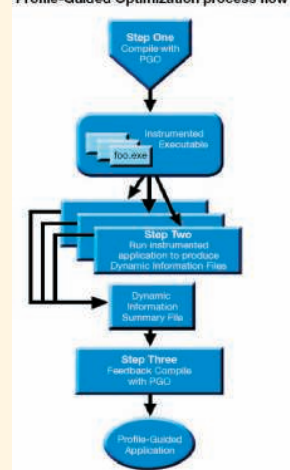 Profile-Guided Optimization process flow
Step One
Compile with
PGO
Instrumented
Executable
foo.exe
Step Two
Run instrumented
application to produce
Dynamic Information Files
Dynamic
Information
Summary File
Step Three
Feedback Compile
with PGO
Profile-Guided
Application